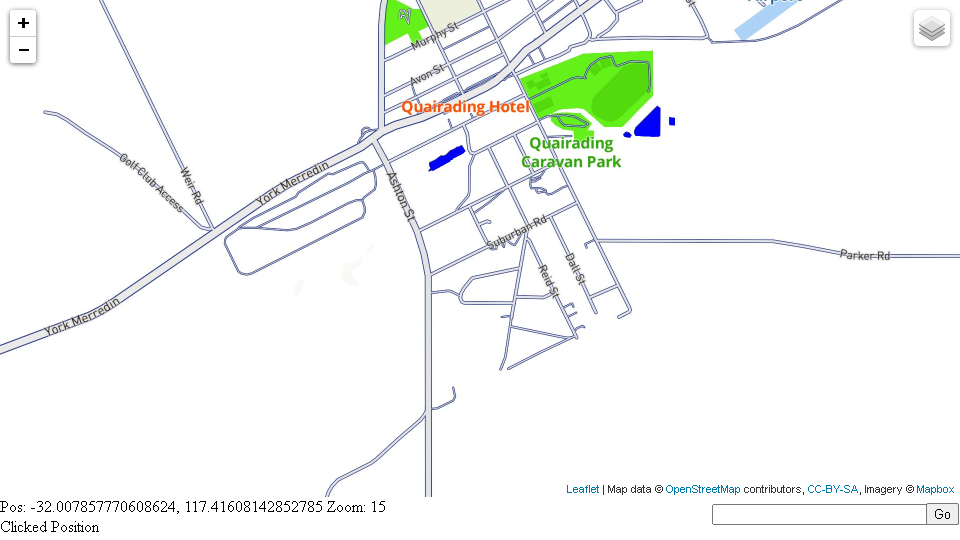 +
−
Murphy St
Avon St
Quairading Hotel
Quairading
Caravan Park
Golf Club Access
Weir Rd
York Merredin
Ashton St
Suburban Rd
Parker Rd
Reid St
Dall St
York Merredin
Leaflet | Map data © OpenStreetMap contributors, CC-BY-SA, Imagery © Mapbox
Pos: -32.007857770608624, 117.41608142852785 Zoom: 15
Go
Clicked Position